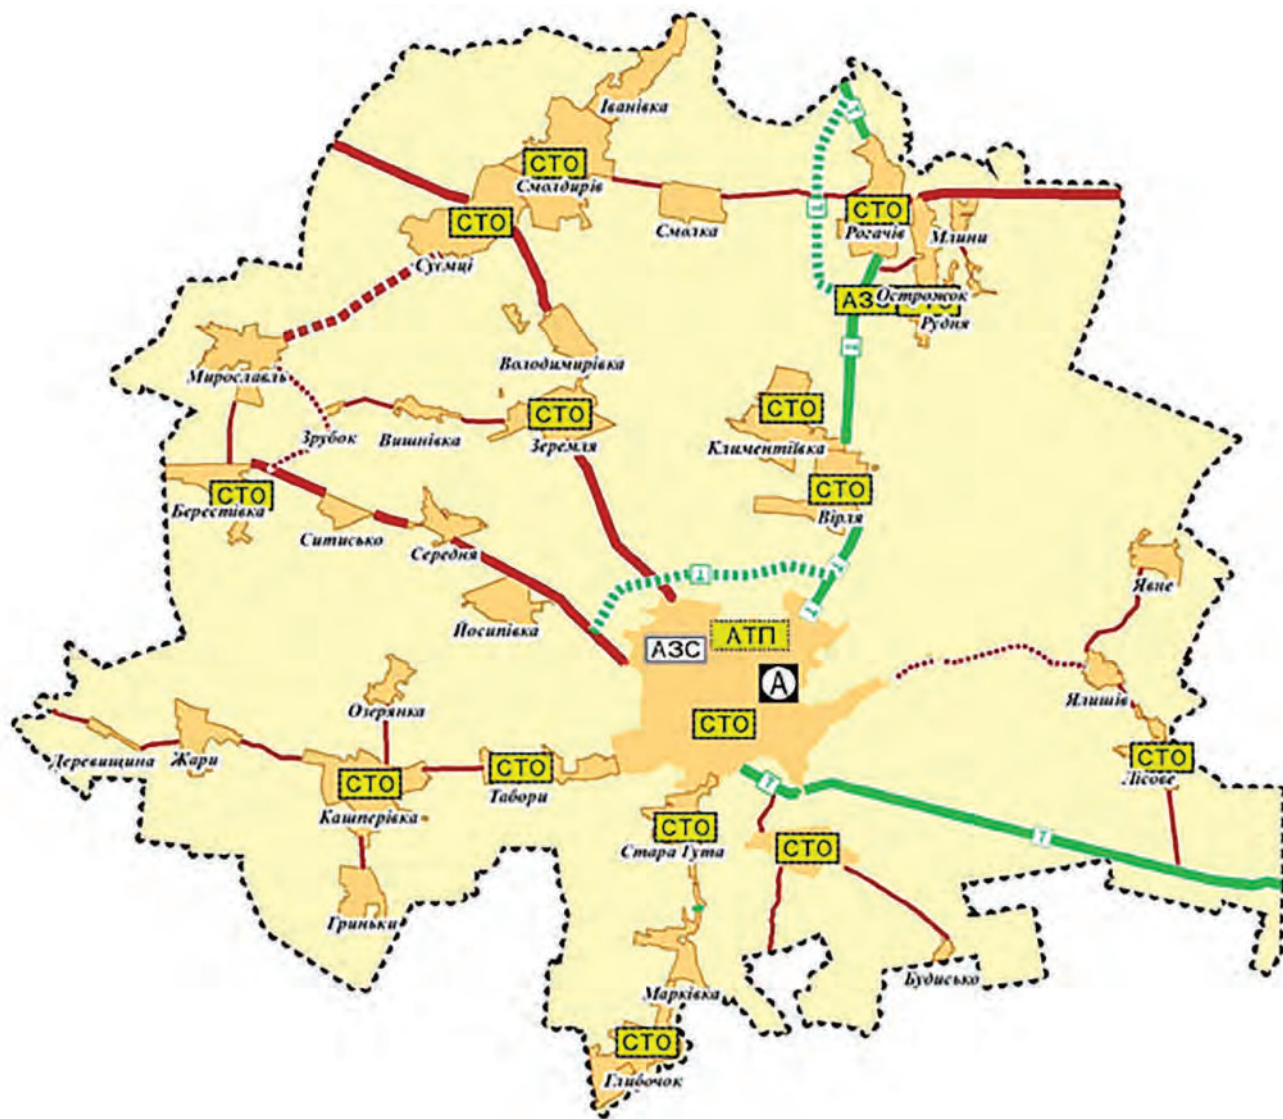 Іванівка
СТО
Смолдирів
СТО
Смолка
СТО
Рогачів
Млини
Суємці
АЗС
Острожок
Рудня
Володимирівка
Мирославль
СТО
Зеремля
Зрубок
Вишнівка
СТО
Климентіївка
СТО
Вірля
СТО
Берестівка
Ситисько
Середня
Йосипівка
Явне
АЗС
АТП
А
СТО
Ялишів
СТО
Лісове
Озерянка
Деревищина
Жари
СТО
Кашперівка
СТО
Табори
СТО
Стара Гута
СТО
Гриньки
Марківка
Будисько
СТО
Глибочок